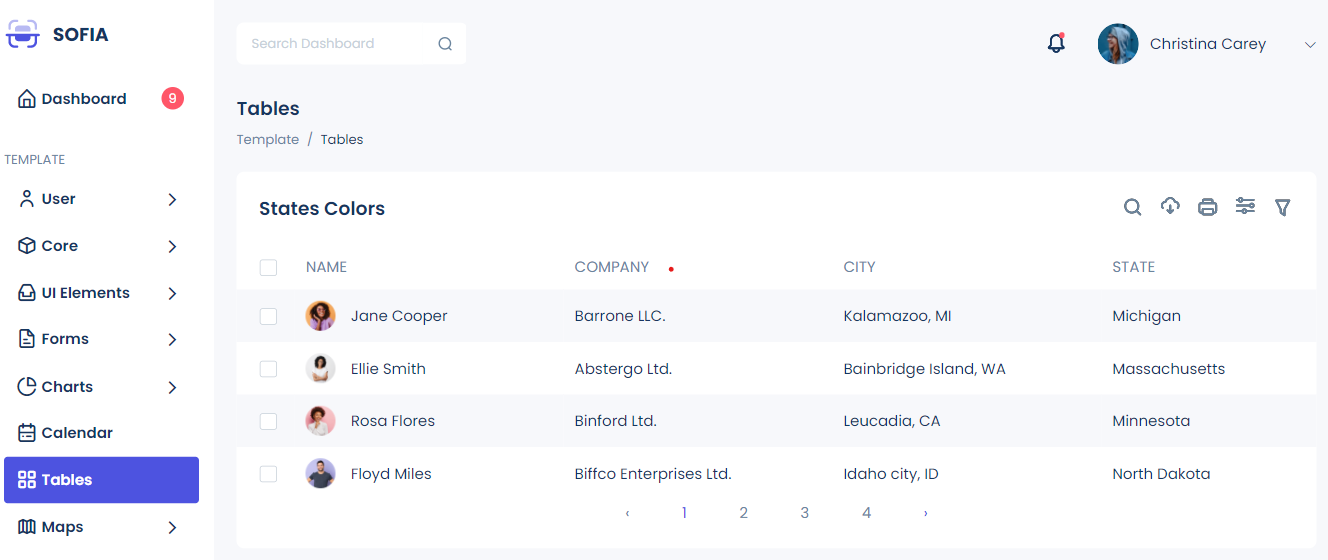 SOFIA
Search Dashboard
Christina Carey
Dashboard 9
TEMPLATE
User
Core
UI Elements
Forms
Charts
Calendar
Tables
Maps
Tables
Template / Tables
States Colors
NAME COMPANY CITY STATE
Jane Cooper Barrone LLC. Kalamazoo, MI Michigan
Ellie Smith Abstergo Ltd. Bainbridge Island, WA Massachusetts
Rosa Flores Binford Ltd. Leucadia, CA Minnesota
Floyd Miles Biffco Enterprises Ltd. Idaho city, ID North Dakota
‹ 1 2 3 4 ›